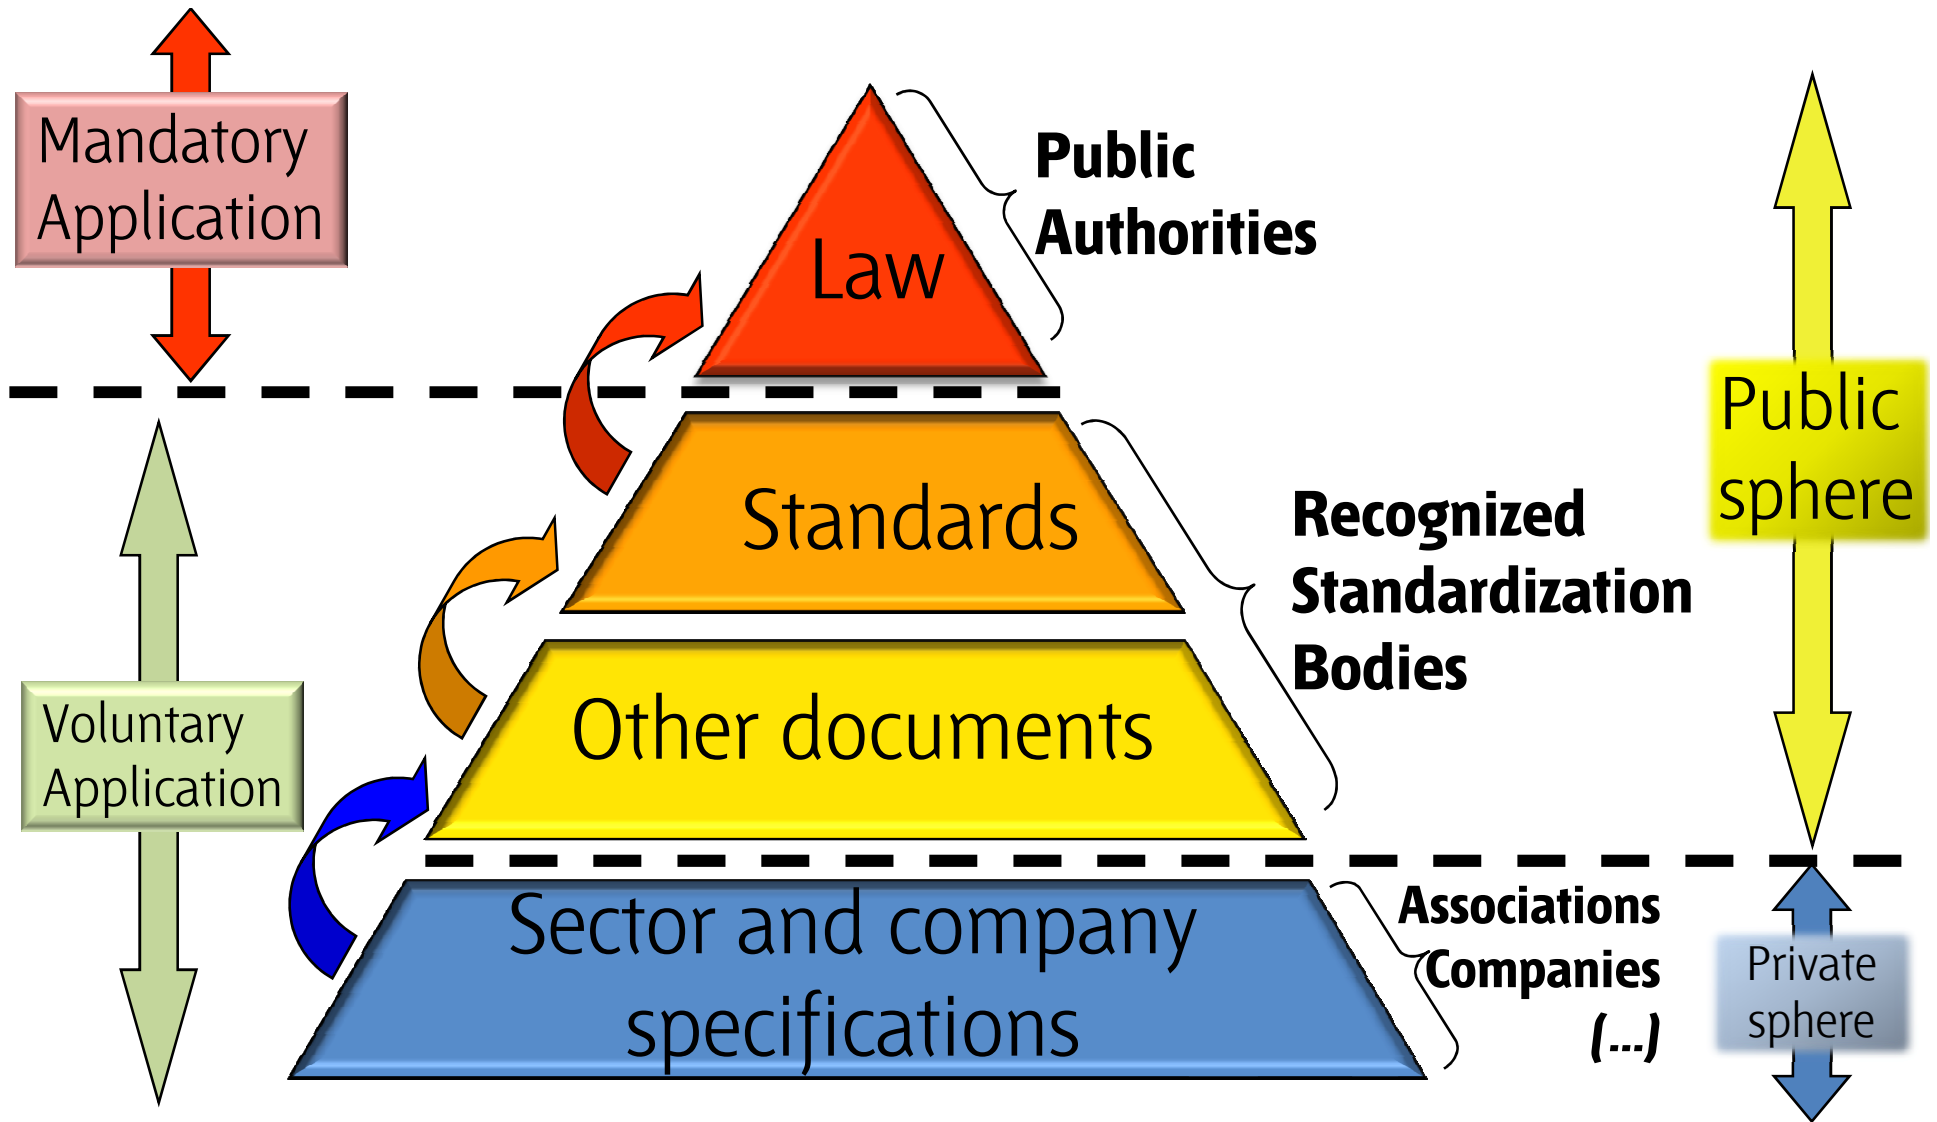 Mandatory
Application
Public
Authorities
Law
Public
sphere
Standards
Recognized
Standardization
Bodies
Voluntary
Application
Other documents
Sector and company
specifications
Associations
Companies
(...)
Private
sphere